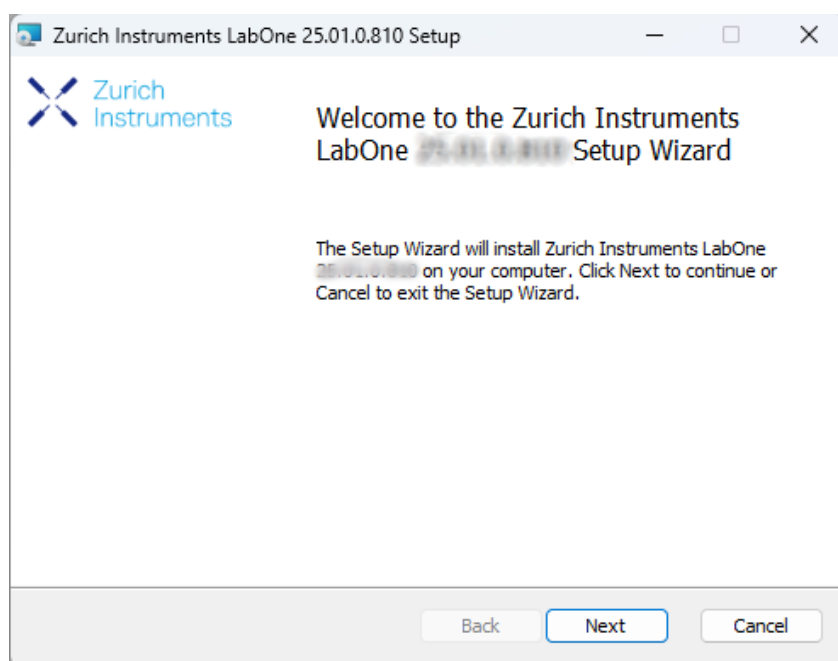 Zurich Instruments LabOne 25.01.0.810 Setup
Zurich
Instruments
Welcome to the Zurich Instruments
LabOne Setup Wizard
The Setup Wizard will install Zurich Instruments LabOne
on your computer. Click Next to continue or
Cancel to exit the Setup Wizard.
Back
Next
Cancel